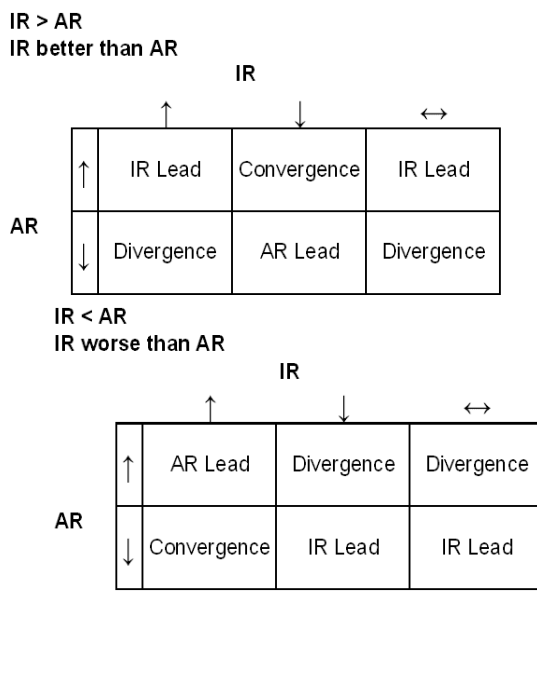 IR > AR
IR better than AR
IR
↑ ↓ ↔
↑ IR Lead Convergence IR Lead
AR
↓ Divergence AR Lead Divergence
IR < AR
IR worse than AR
IR
↑ ↓ ↔
↑ AR Lead Divergence Divergence
AR
↓ Convergence IR Lead IR Lead